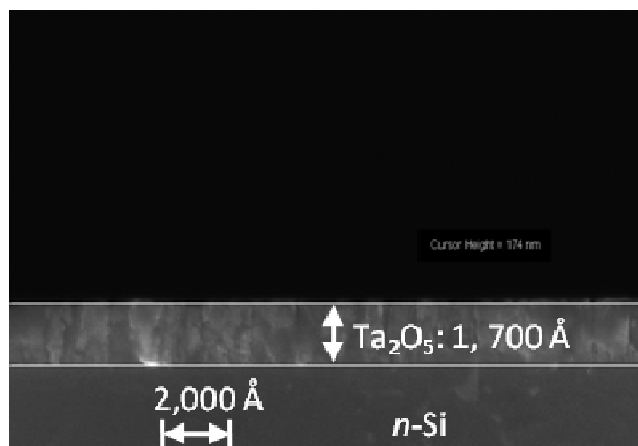 Cursor Height = 174 nm
Ta₂O₅: 1, 700 Å
2,000 Å
n-Si